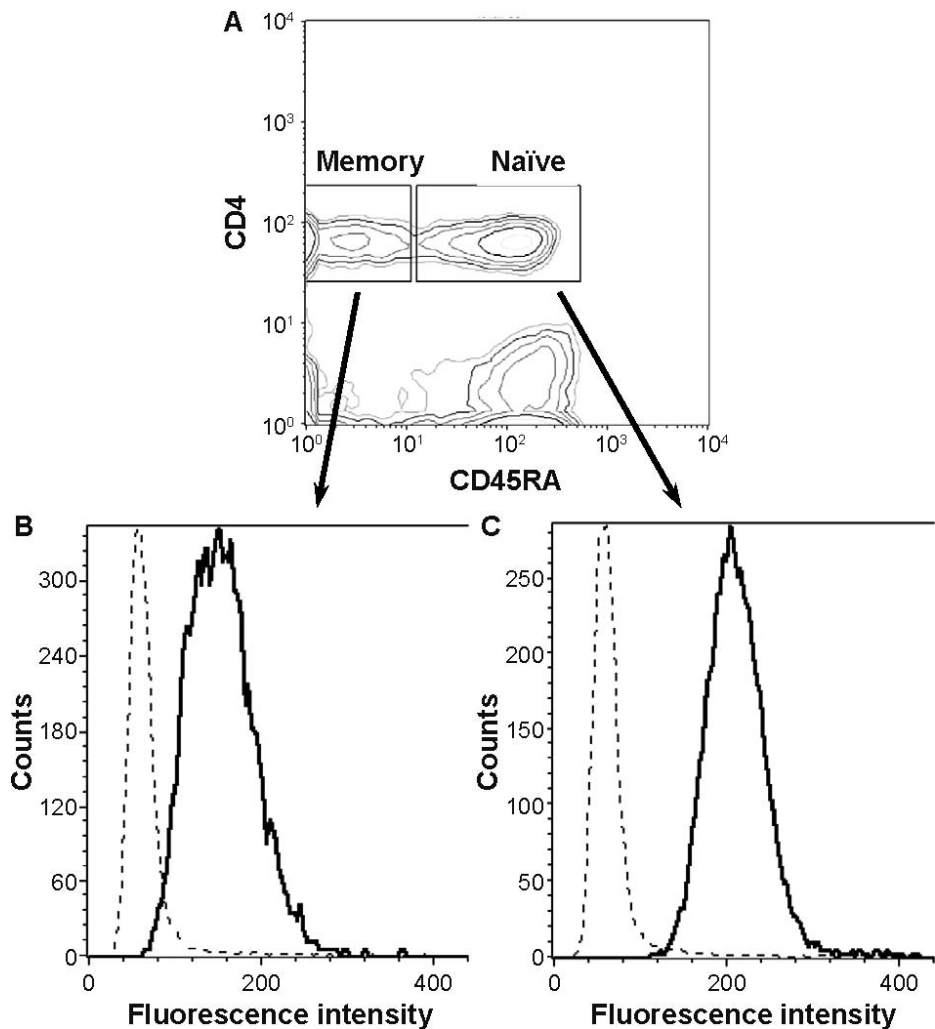 A
10⁴
10³
Memory Naïve
CD4
10²
10¹
10⁰
10⁰ 10¹ 10² 10³ 10⁴
CD45RA
B
300
240
180
120
60
0
Counts
0 200 400
Fluorescence intensity
C
250
200
150
100
50
0
Counts
0 200 400
Fluorescence intensity